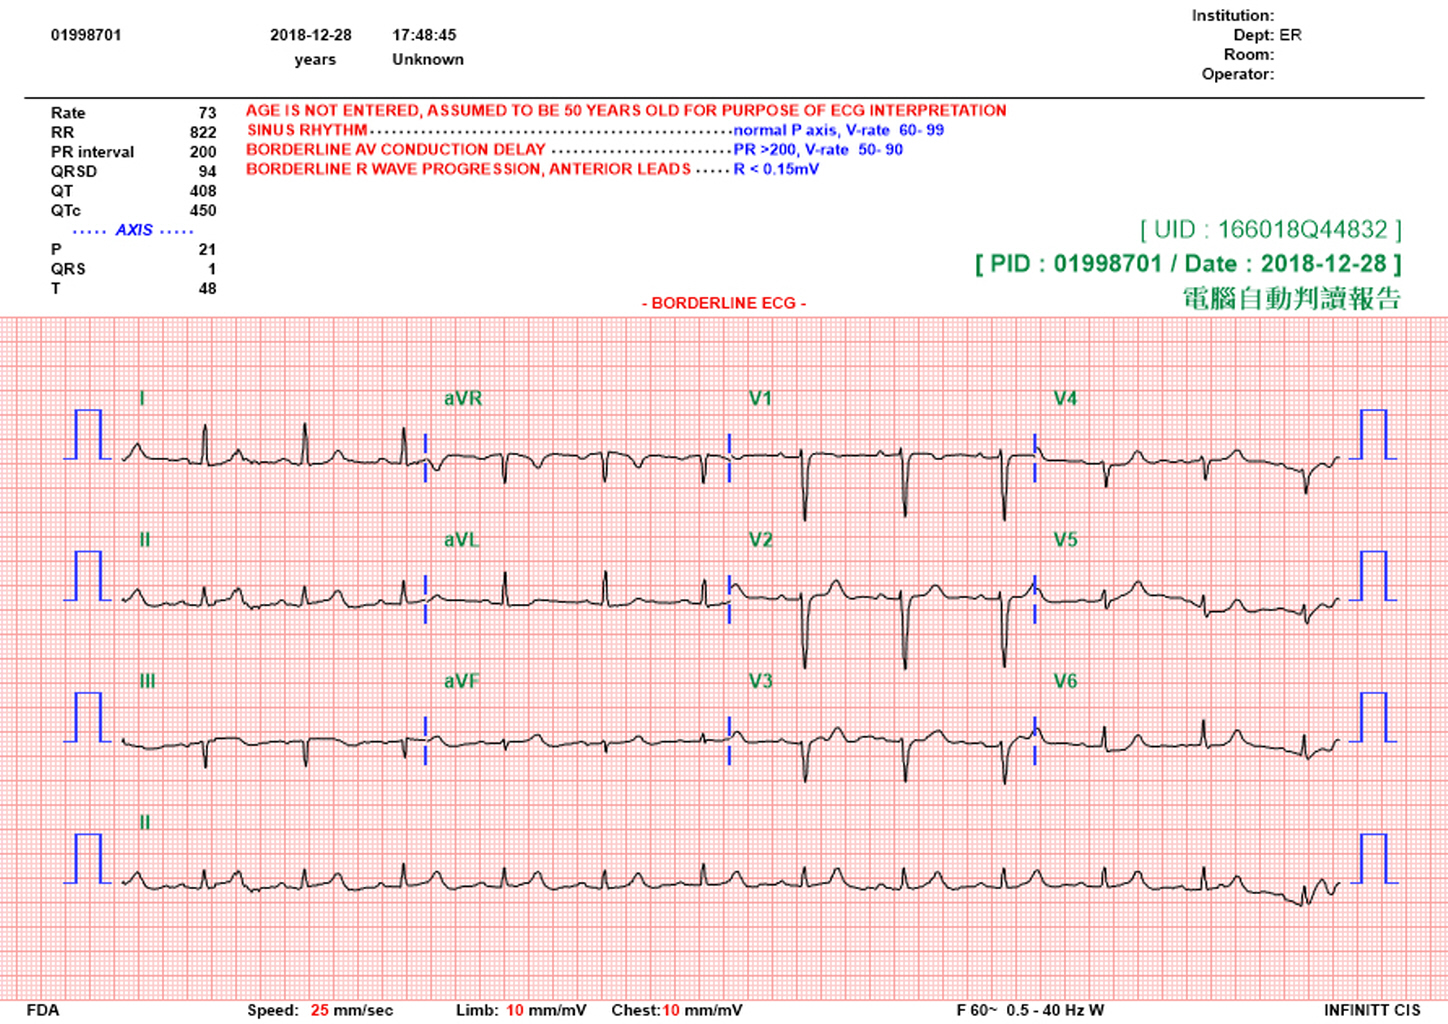 01998701 2018-12-28 17:48:45
years Unknown
Institution:
Dept: ER
Room:
Operator:
Rate 73 AGE IS NOT ENTERED, ASSUMED TO BE 50 YEARS OLD FOR PURPOSE OF ECG INTERPRETATION
RR 822 SINUS RHYTHM normal P axis, V-rate 60- 99
PR interval 200 BORDERLINE AV CONDUCTION DELAY PR >200, V-rate 50- 90
QRSD 94 BORDERLINE R WAVE PROGRESSION, ANTERIOR LEADS R < 0.15mV
QT 408
QTc 450
AXIS
P 21
QRS 1
T 48
[ UID : 166018Q44832 ]
[ PID : 01998701 / Date : 2018-12-28 ]
電腦自動判讀報告
- BORDERLINE ECG -
I aVR V1 V4
II aVL V2 V5
III aVF V3 V6
II
FDA Speed: 25 mm/sec Limb: 10 mm/mV Chest:10 mm/mV F 60~ 0.5 - 40 Hz W INFINITT CIS